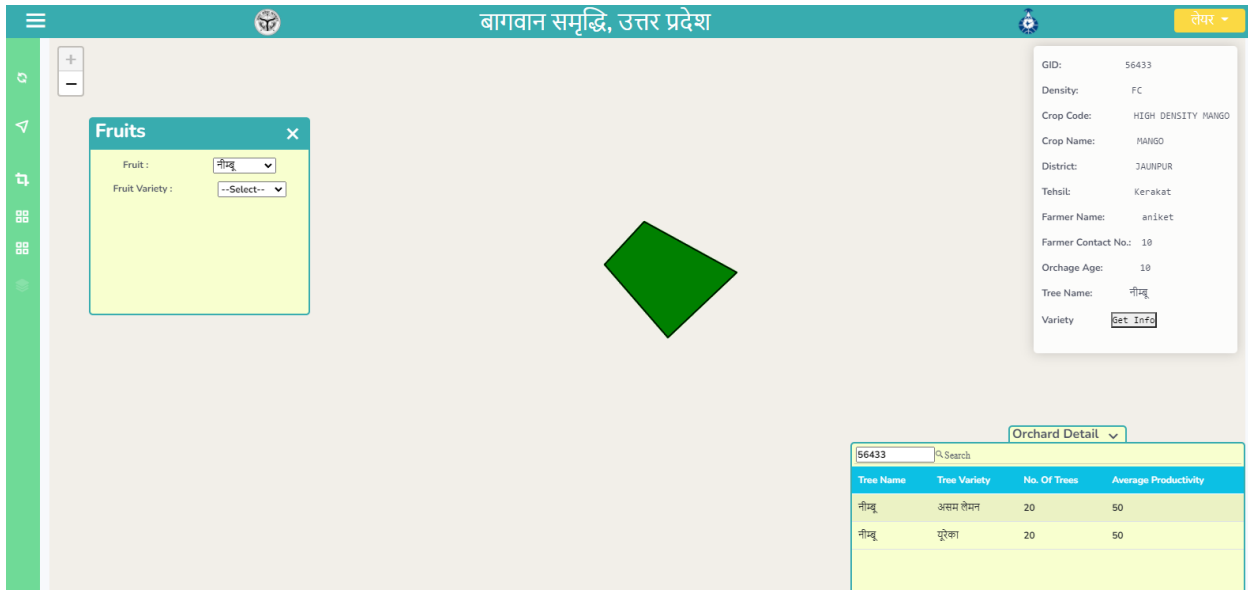 बागवान समृद्धि, उत्तर प्रदेश
लेयर
+
−
Fruits ×
Fruit : नीम्बू
Fruit Variety : --Select--
GID: 56433
Density: FC
Crop Code: HIGH DENSITY MANGO
Crop Name: MANGO
District: JAUNPUR
Tehsil: Kerakat
Farmer Name: aniket
Farmer Contact No.: 10
Orchage Age: 10
Tree Name: नीम्बू
Variety Get Info
Orchard Detail
56433 Search
Tree Name Tree Variety No. Of Trees Average Productivity
नीम्बू असम लेमन 20 50
नीम्बू यूरेका 20 50